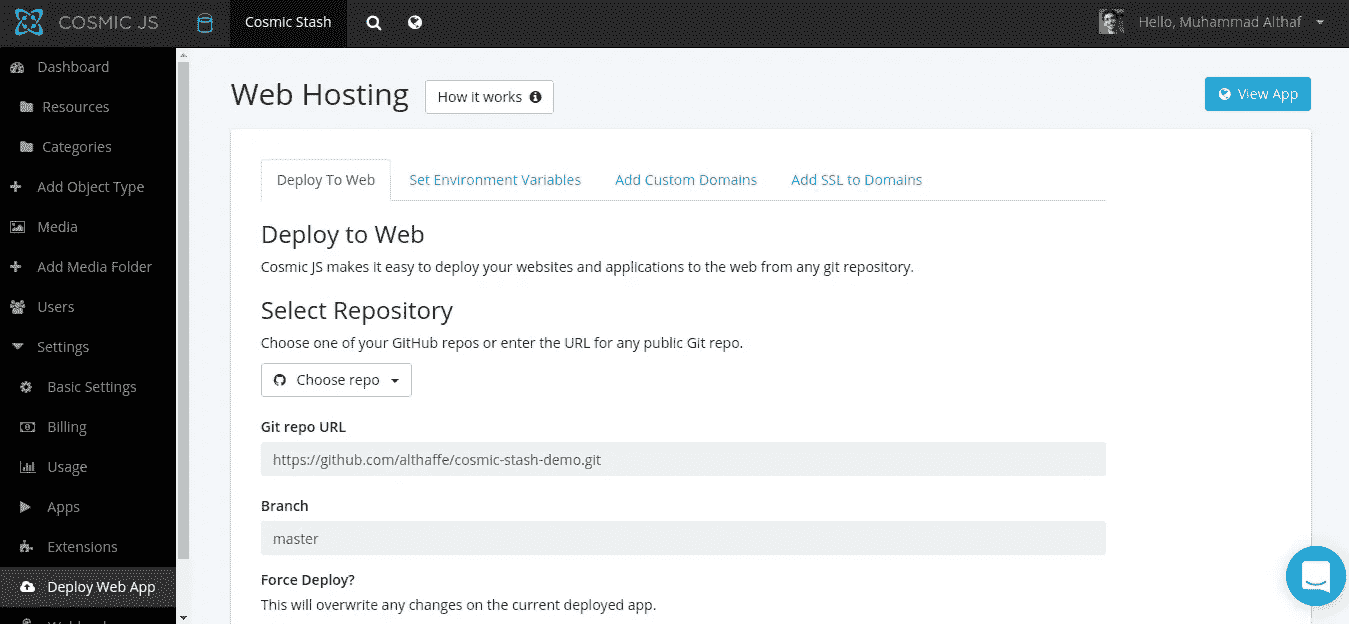 COSMIC JS
Cosmic Stash
Hello, Muhammad Althaf
Dashboard
Resources
Categories
Add Object Type
Media
Add Media Folder
Users
Settings
Basic Settings
Billing
Usage
Apps
Extensions
Deploy Web App
Web Hosting
How it works
View App
Deploy To Web
Set Environment Variables
Add Custom Domains
Add SSL to Domains
Deploy to Web
Cosmic JS makes it easy to deploy your websites and applications to the web from any git repository.
Select Repository
Choose one of your GitHub repos or enter the URL for any public Git repo.
Choose repo
Git repo URL
https://github.com/althaffe/cosmic-stash-demo.git
Branch
master
Force Deploy?
This will overwrite any changes on the current deployed app.